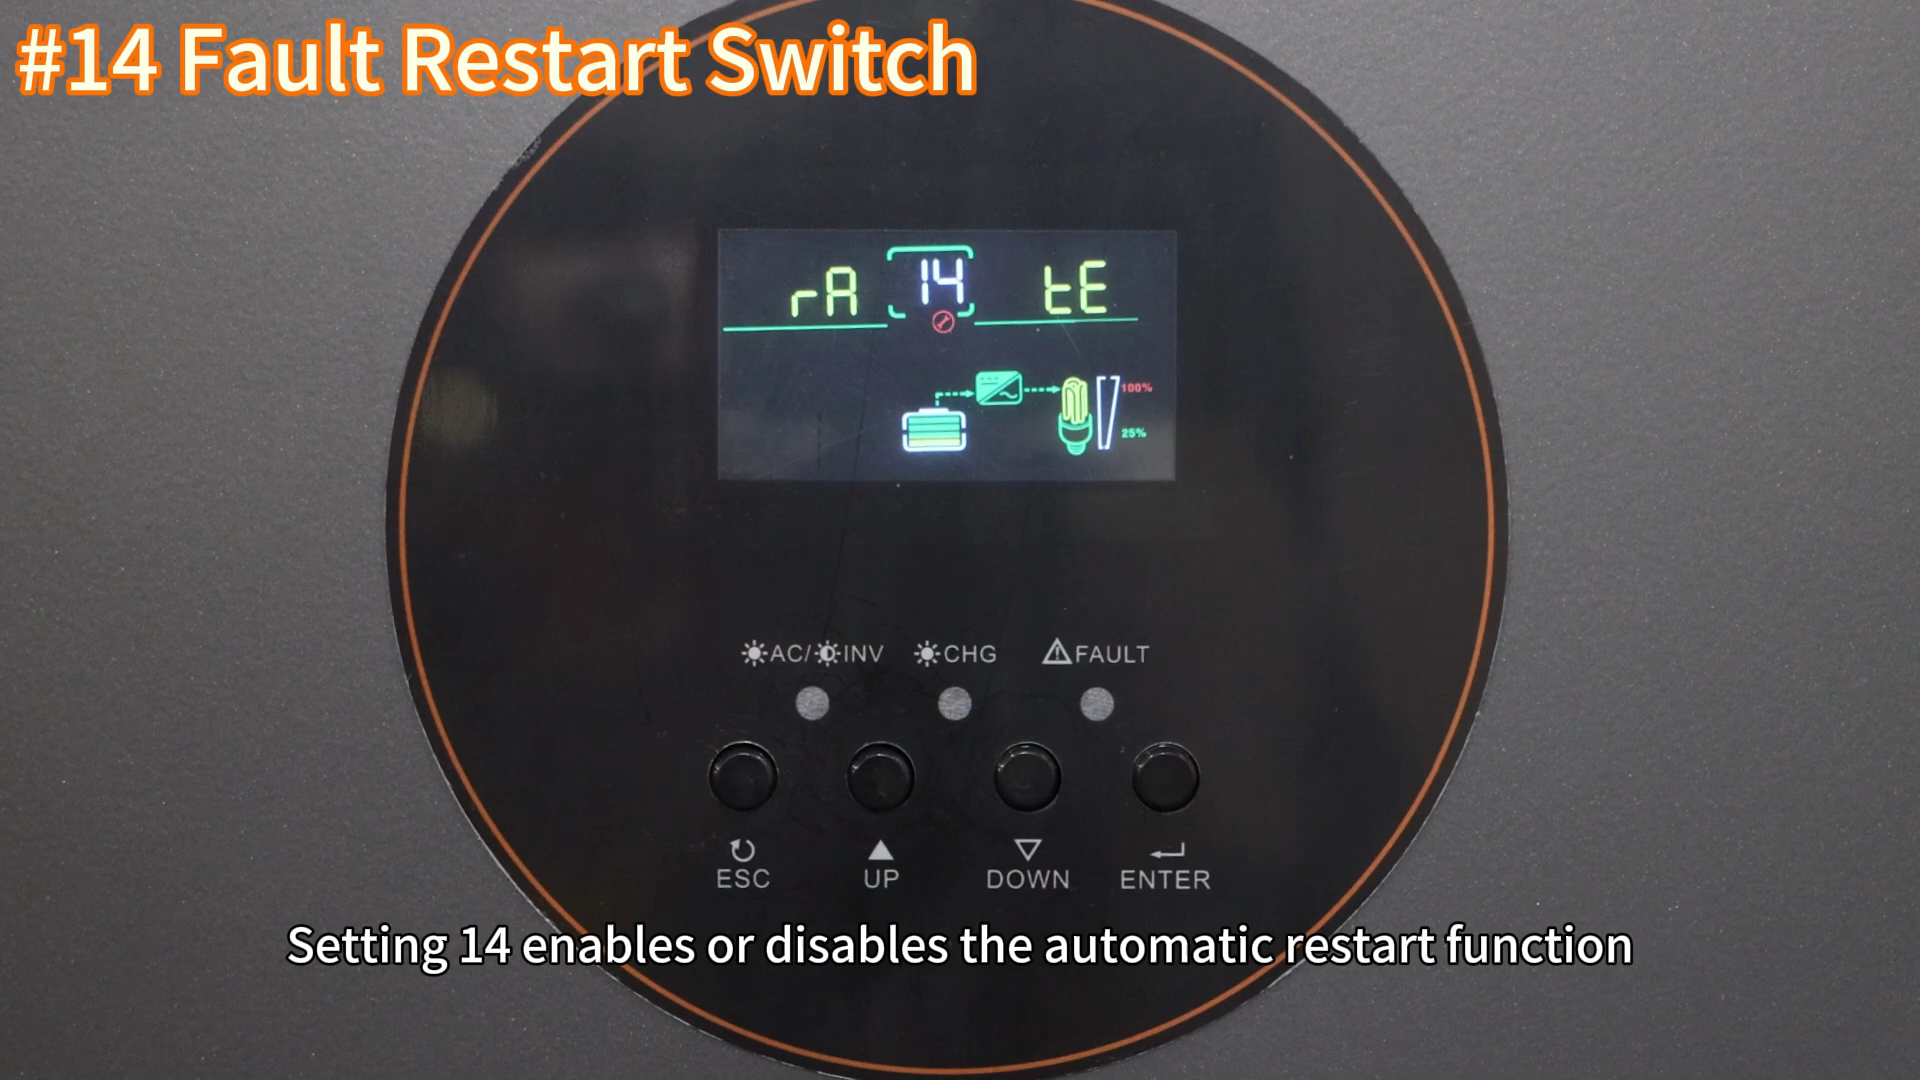 #14 Fault Restart Switch
rA 14 tE
100%
25%
AC/ INV CHG FAULT
ESC UP DOWN ENTER
Setting 14 enables or disables the automatic restart function